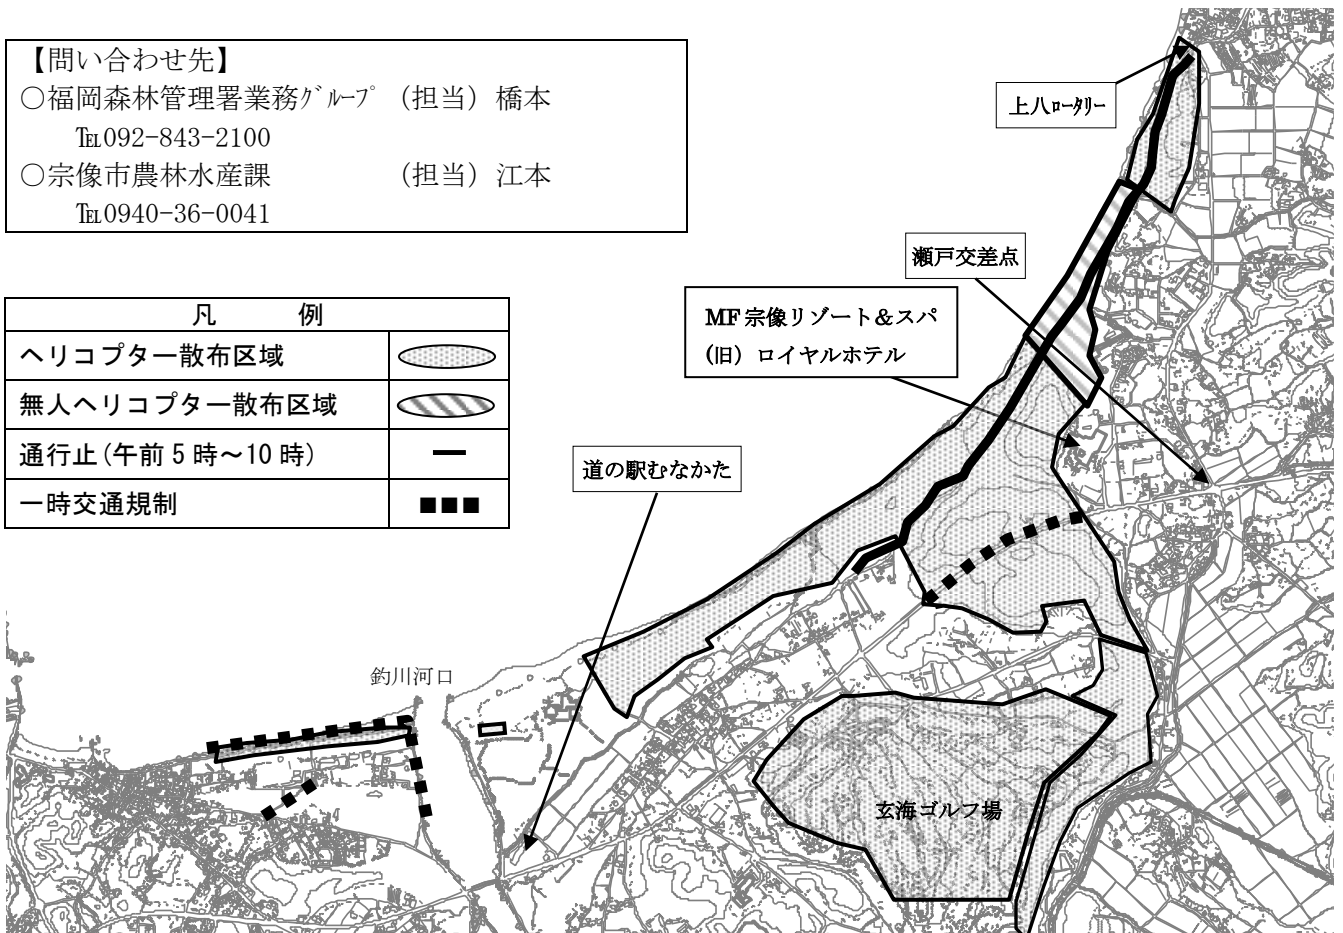 【問い合わせ先】
○福岡森林管理署業務ｸﾞﾙｰﾌﾟ （担当）橋本
℡092-843-2100
○宗像市農林水産課 （担当）江本
℡0940-36-0041
上八ﾛｰﾀﾘｰ
瀬戸交差点
MF宗像リゾート＆スパ
(旧）ロイヤルホテル
凡 例
ヘリコプター散布区域
無人ヘリコプター散布区域
通行止(午前5時～10時)
一時交通規制
道の駅むなかた
釣川河口
玄海ゴルフ場